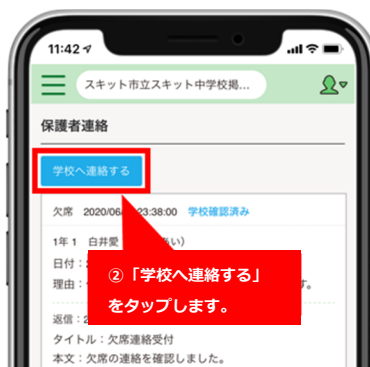 11:42
スキット市立スキット中学校掲...
保護者連絡
学校へ連絡する
欠席 2020/06/ 23:38:00 学校確認済み
1年 1 白井愛 い）
日付：
理由： す。
②「学校へ連絡する」
をタップします。
返信：2
タイトル：欠席連絡受付
本文：欠席の連絡を確認しました。